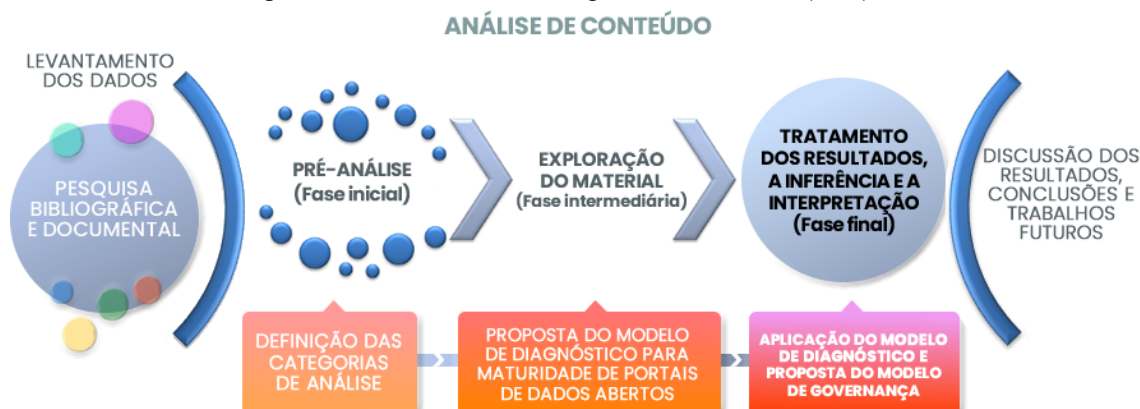 ANÁLISE DE CONTEÚDO
LEVANTAMENTO
DOS DADOS
PESQUISA
BIBLIOGRÁFICA
E DOCUMENTAL
PRÉ-ANÁLISE
(Fase inicial)
EXPLORAÇÃO
DO MATERIAL
(Fase intermediária)
TRATAMENTO
DOS RESULTADOS,
A INFERÊNCIA E A
INTERPRETAÇÃO
(Fase final)
DISCUSSÃO DOS
RESULTADOS,
CONCLUSÕES E
TRABALHOS
FUTUROS
DEFINIÇÃO DAS
CATEGORIAS
DE ANÁLISE
PROPOSTA DO MODELO
DE DIAGNÓSTICO PARA
MATURIDADE DE PORTAIS
DE DADOS ABERTOS
APLICAÇÃO DO MODELO
DE DIAGNÓSTICO E
PROPOSTA DO MODELO
DE GOVERNANÇA